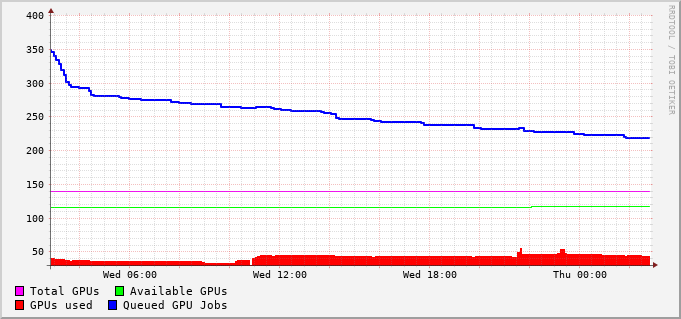 400
350
300
250
200
150
100
50
Wed 06:00 Wed 12:00 Wed 18:00 Thu 00:00
Total GPUs Available GPUs
GPUs used Queued GPU Jobs
RRDTOOL / TOBI OETIKER